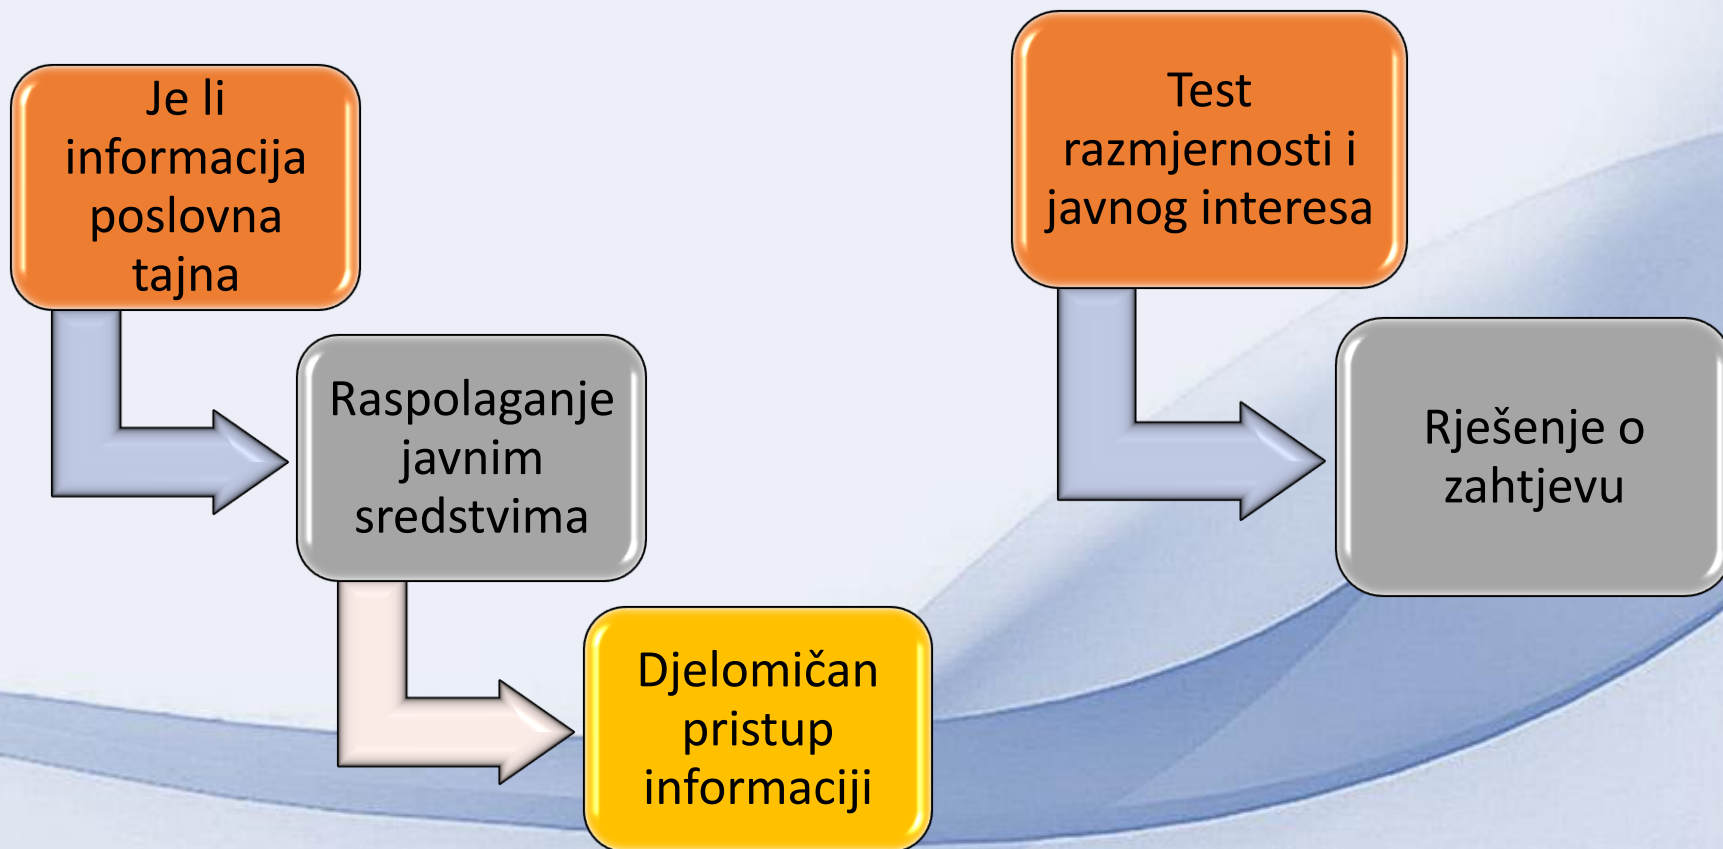 Je li
informacija
poslovna
tajna
Raspolaganje
javnim
sredstvima
Djelomičan
pristup
informaciji
Test
razmjernosti i
javnog interesa
Rješenje o
zahtjevu